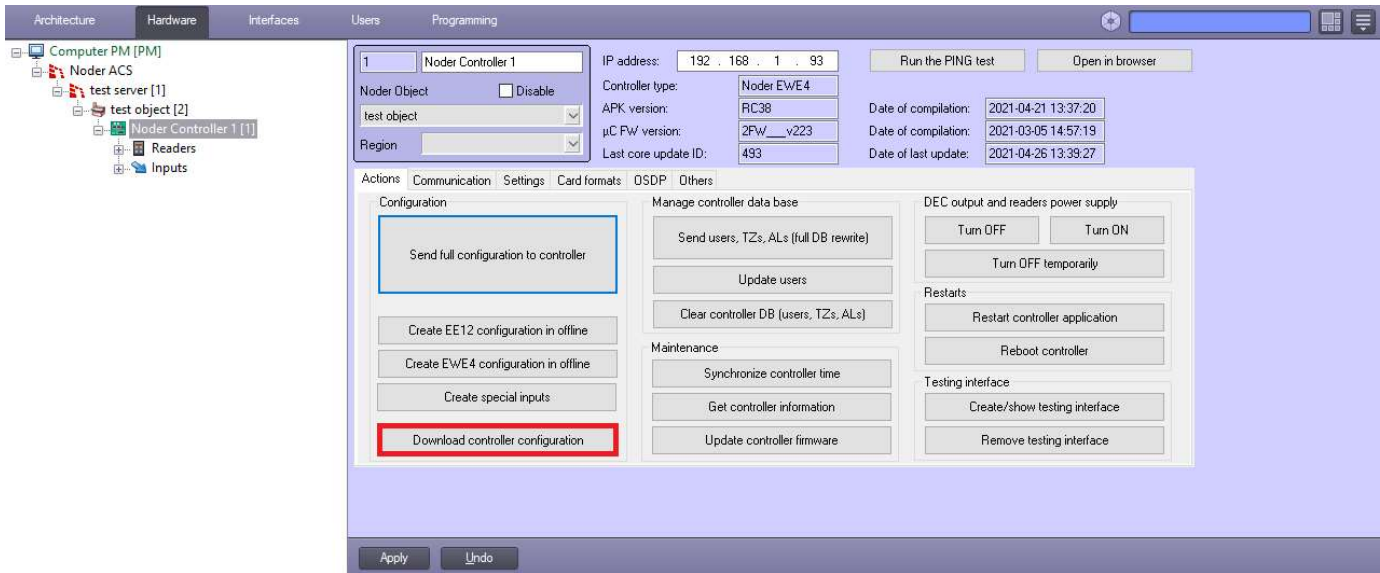 Architecture Hardware Interfaces Users Programming
Computer PM [PM]
Noder ACS
test server [1]
test object [2]
Noder Controller 1 [1]
Readers
Inputs
1 Noder Controller 1
Noder Object Disable
test object
Region
IP address: 192 . 168 . 1 . 93 Run the PING test Open in browser
Controller type: Noder EWE4
APK version: RC38 Date of compilation: 2021-04-21 13:37:20
µC FW version: 2FW___v223 Date of compilation: 2021-03-05 14:57:19
Last core update ID: 493 Date of last update: 2021-04-26 13:39:27
Actions Communication Settings Card formats OSDP Others
Configuration
Send full configuration to controller
Create EE12 configuration in offline
Create EWE4 configuration in offline
Create special inputs
Download controller configuration
Manage controller data base
Send users, TZs, ALs (full DB rewrite)
Update users
Clear controller DB (users, TZs, ALs)
Maintenance
Synchronize controller time
Get controller information
Update controller firmware
DEC output and readers power supply
Turn OFF Turn ON
Turn OFF temporarily
Restarts
Restart controller application
Reboot controller
Testing interface
Create/show testing interface
Remove testing interface
Apply Undo